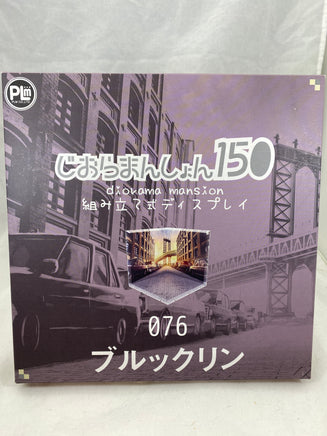 PLM
じおらまんしょん150
diorama mansion
組み立て式ディスプレイ
076
ブルックリン